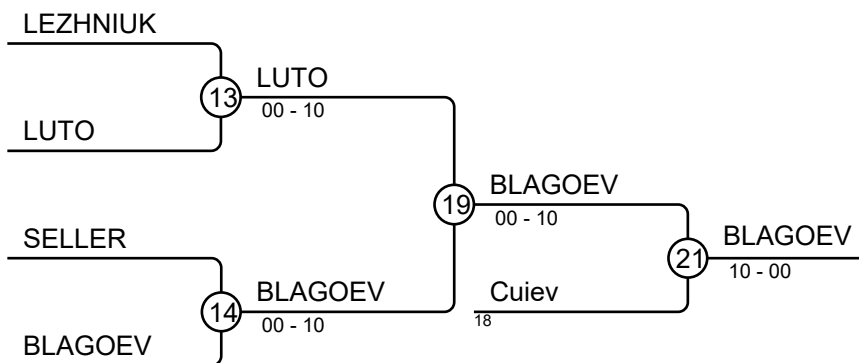 LEZHNIUK
13
LUTO
00 - 10
LUTO
19
BLAGOEV
00 - 10
SELLER
14
BLAGOEV
00 - 10
BLAGOEV
Cuiev
18
21
BLAGOEV
10 - 00